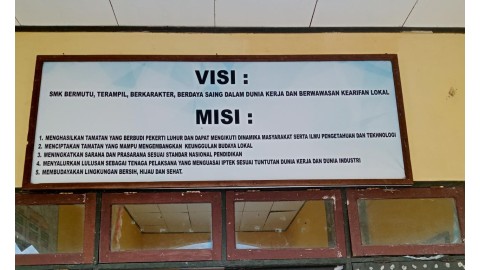 VISI :
SMK BERMUTU, TERAMPIL, BERKARAKTER, BERDAYA SAING DALAM DUNIA KERJA DAN BERWAWASAN KEARIFAN LOKAL
MISI :
1. MENGHASILKAN TAMATAN YANG BERBUDI PEKERTI LUHUR DAN DAPAT MENGIKUTI DINAMIKA MASYARAKAT SERTA ILMU PENGETAHUAN DAN TEKHNOLOGI
2. MENCIPTAKAN TAMATAN YANG MAMPU MENGEMBANGKAN KEUNGGULAN BUDAYA LOKAL
3. MENINGKATKAN SARANA DAN PRASARANA SESUAI STANDAR NASIONAL PENDIDIKAN
4. MENYALURKAN LULUSAN SEBAGAI TENAGA PELAKSANA YANG MENGUASAI IPTEK SESUAI TUNTUTAN DUNIA KERJA DAN DUNIA INDUSTRI
5. MEMBUDAYAKAN LINGKUNGAN BERSIH, HIJAU DAN SEHAT.